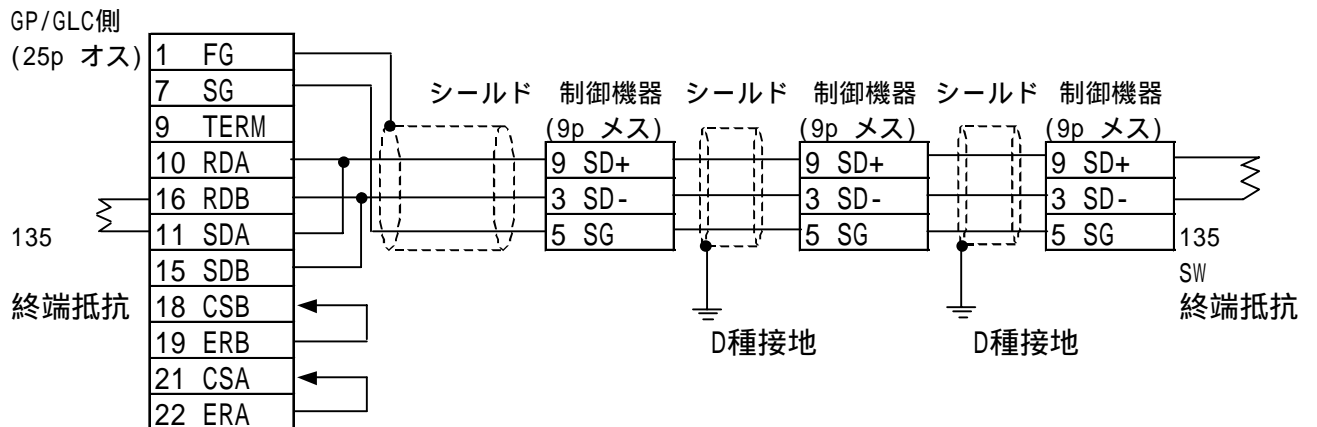 GP/GLC側
(25p オス)
1 FG
7 SG
9 TERM
10 RDA
16 RDB
11 SDA
15 SDB
18 CSB
19 ERB
21 CSA
22 ERA
135
終端抵抗
シールド
制御機器
(9p メス)
9 SD+
3 SD-
5 SG
シールド
制御機器
(9p メス)
9 SD+
3 SD-
5 SG
シールド
制御機器
(9p メス)
9 SD+
3 SD-
5 SG
D種接地
D種接地
135
SW
終端抵抗